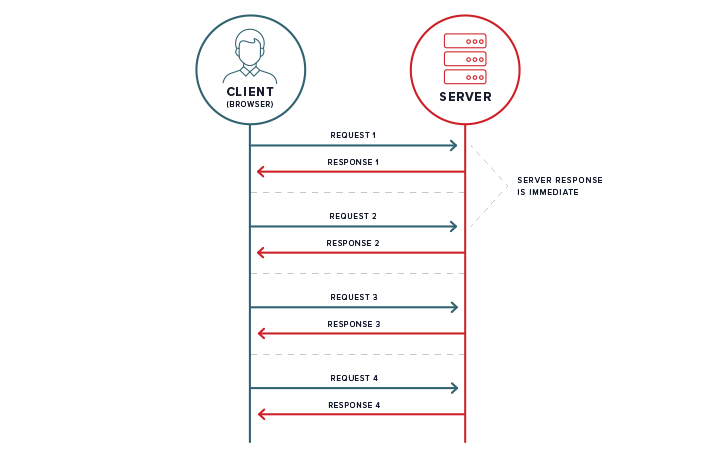 CLIENT
(BROWSER)
SERVER
REQUEST 1
RESPONSE 1
SERVER RESPONSE
IS IMMEDIATE
REQUEST 2
RESPONSE 2
REQUEST 3
RESPONSE 3
REQUEST 4
RESPONSE 4